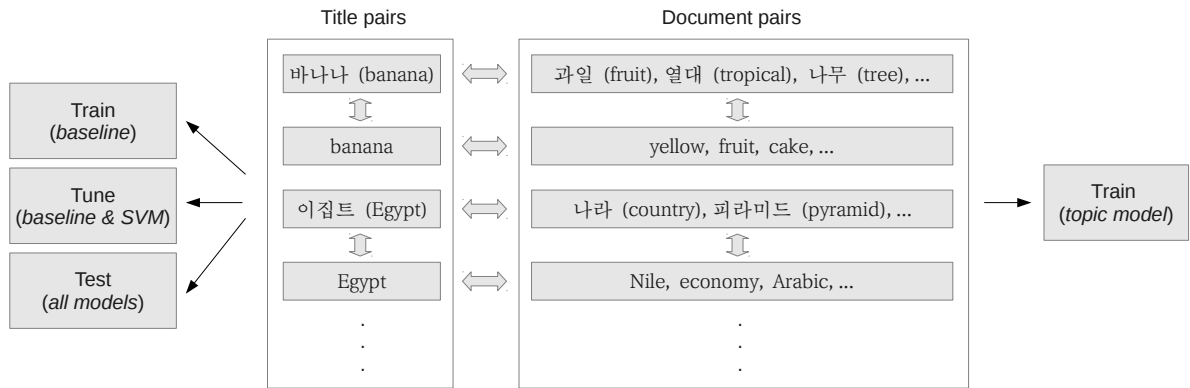 Title pairs
Document pairs
바나나 (banana)
과일 (fruit), 열대 (tropical), 나무 (tree), ...
Train
(baseline)
banana
yellow, fruit, cake, ...
Tune
(baseline & SVM)
이집트 (Egypt)
나라 (country), 피라미드 (pyramid), ...
Train
(topic model)
Test
(all models)
Egypt
Nile, economy, Arabic, ...
.
.
.
.
.
.